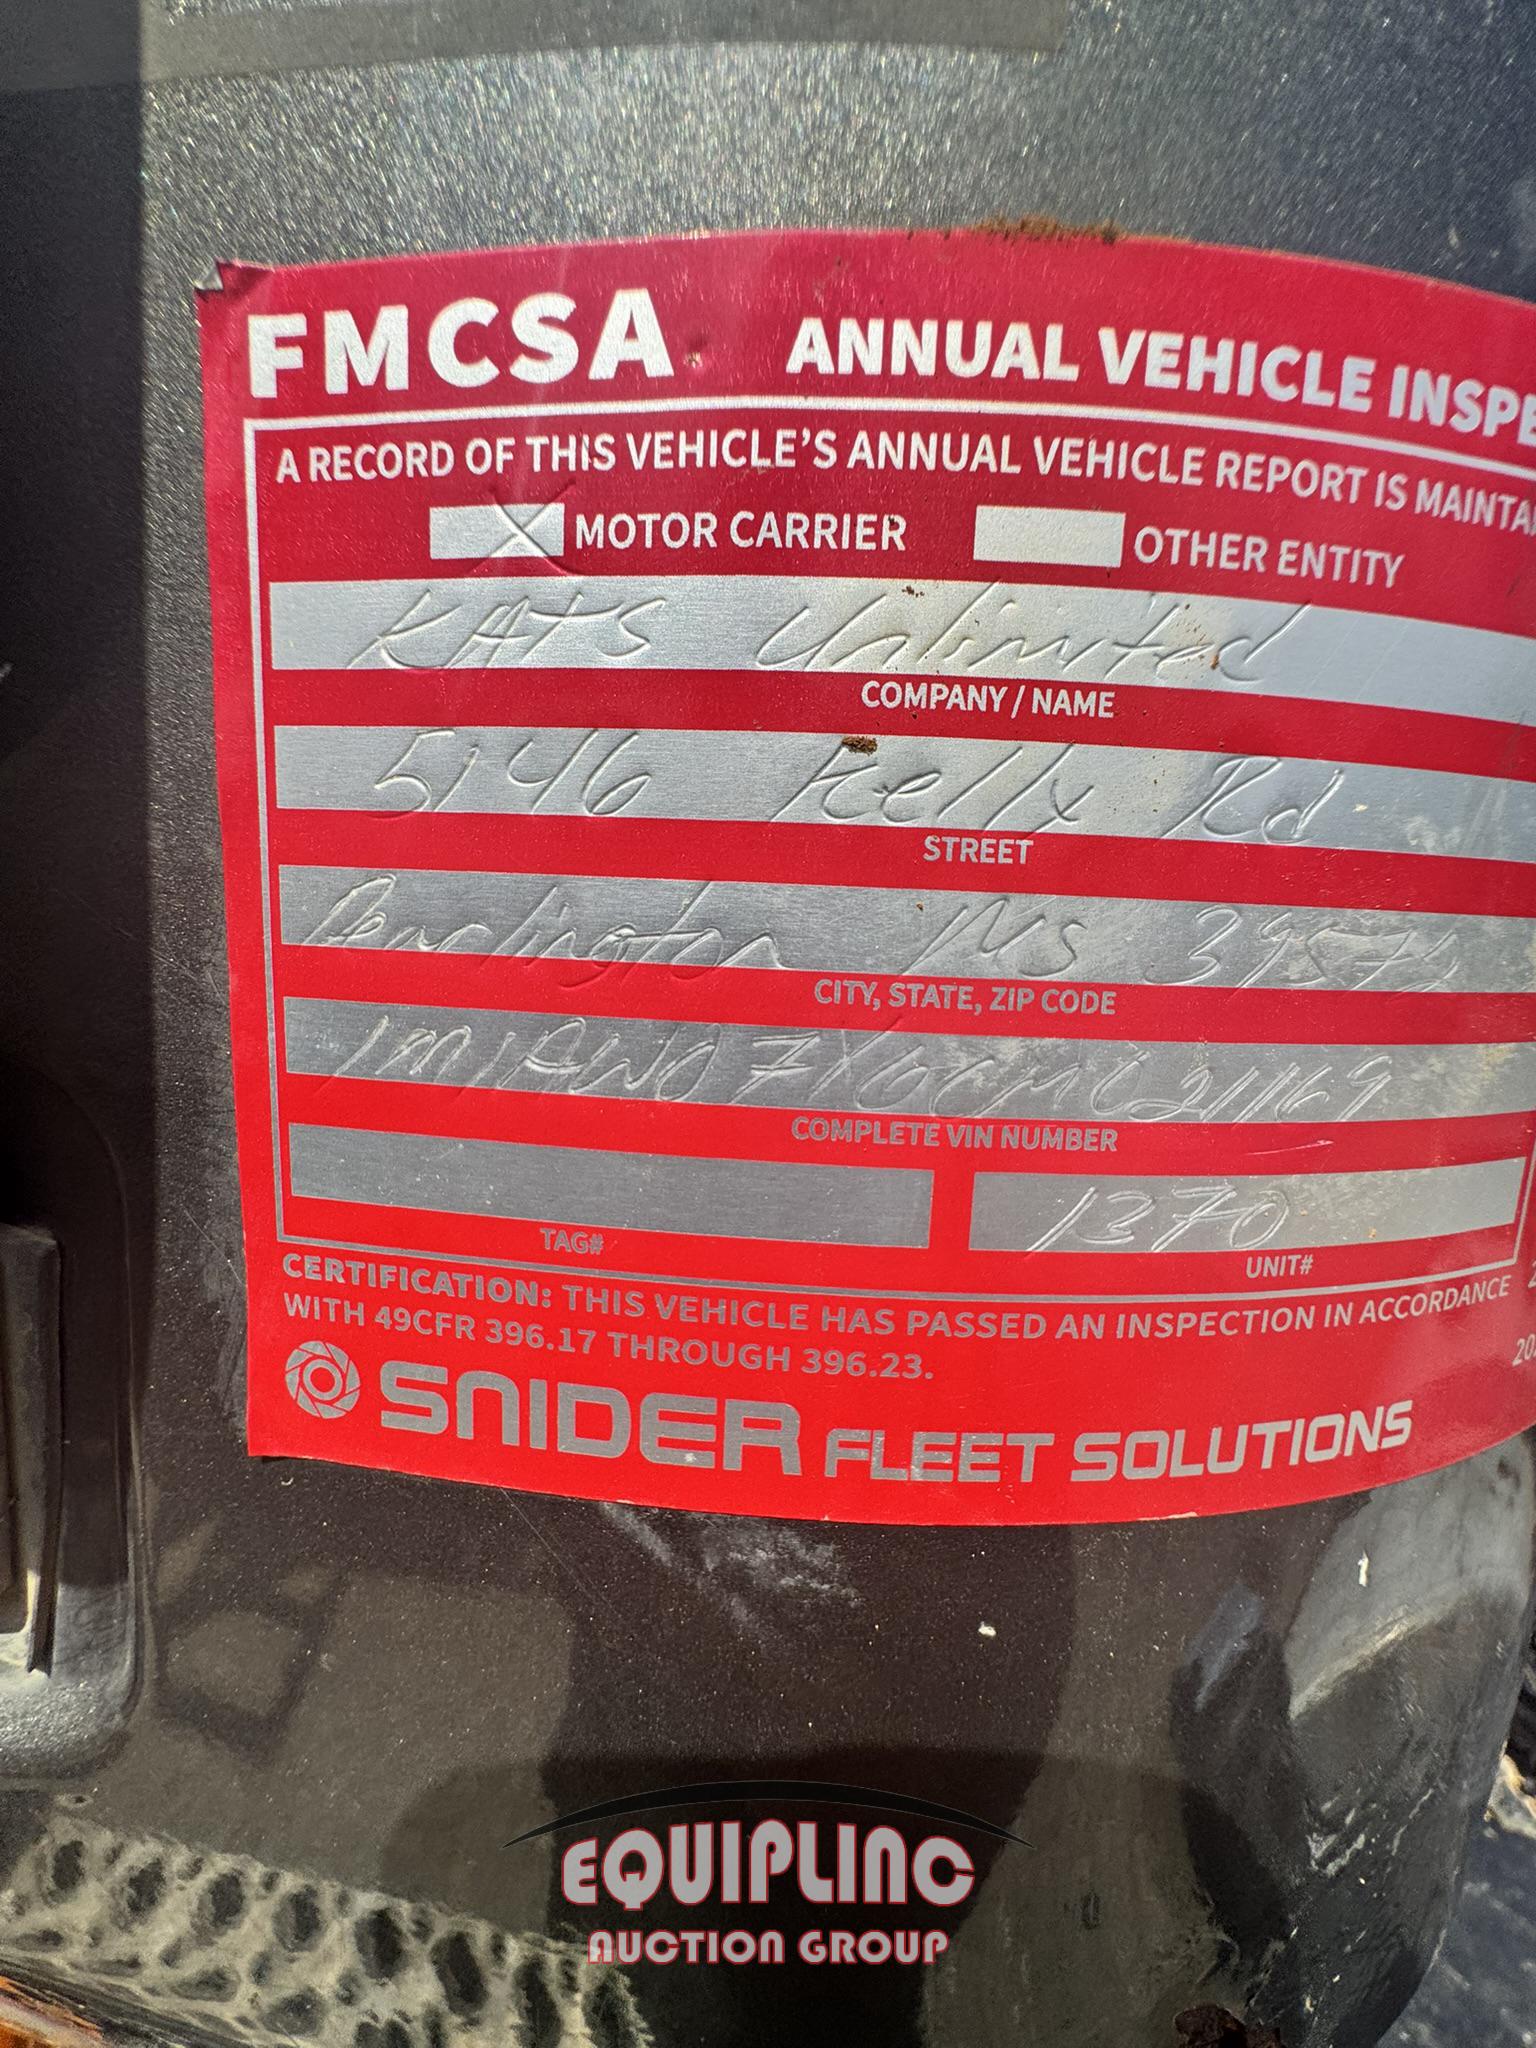 FMCSA ANNUAL VEHICLE INSPE
A RECORD OF THIS VEHICLE'S ANNUAL VEHICLE REPORT IS MAINTA
X MOTOR CARRIER OTHER ENTITY
KATS Unlimited
COMPANY / NAME
5146 Kelly Rd
STREET
Pearlington MS 39572
CITY, STATE, ZIP CODE
COMPLETE VIN NUMBER
1370
TAG# UNIT#
CERTIFICATION: THIS VEHICLE HAS PASSED AN INSPECTION IN ACCORDANCE
WITH 49CFR 396.17 THROUGH 396.23.
SNIDER FLEET SOLUTIONS
EQUIPLINC
AUCTION GROUP